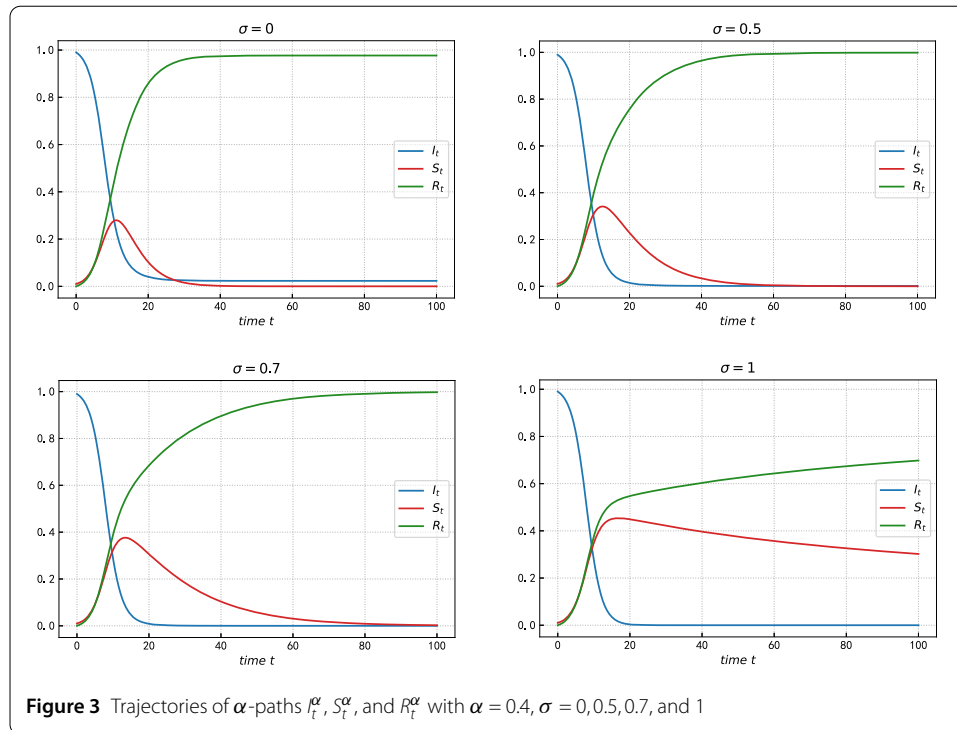 σ = 0
1.0
0.8
0.6
0.4
0.2
0.0
I_t
S_t
R_t
0 20 40 60 80 100
time t
σ = 0.5
1.0
0.8
0.6
0.4
0.2
0.0
I_t
S_t
R_t
0 20 40 60 80 100
time t
σ = 0.7
1.0
0.8
0.6
0.4
0.2
0.0
I_t
S_t
R_t
0 20 40 60 80 100
time t
σ = 1
1.0
0.8
0.6
0.4
0.2
0.0
I_t
S_t
R_t
0 20 40 60 80 100
time t
Figure 3 Trajectories of α-paths I_t^α, S_t^α, and R_t^α with α = 0.4, σ = 0, 0.5, 0.7, and 1